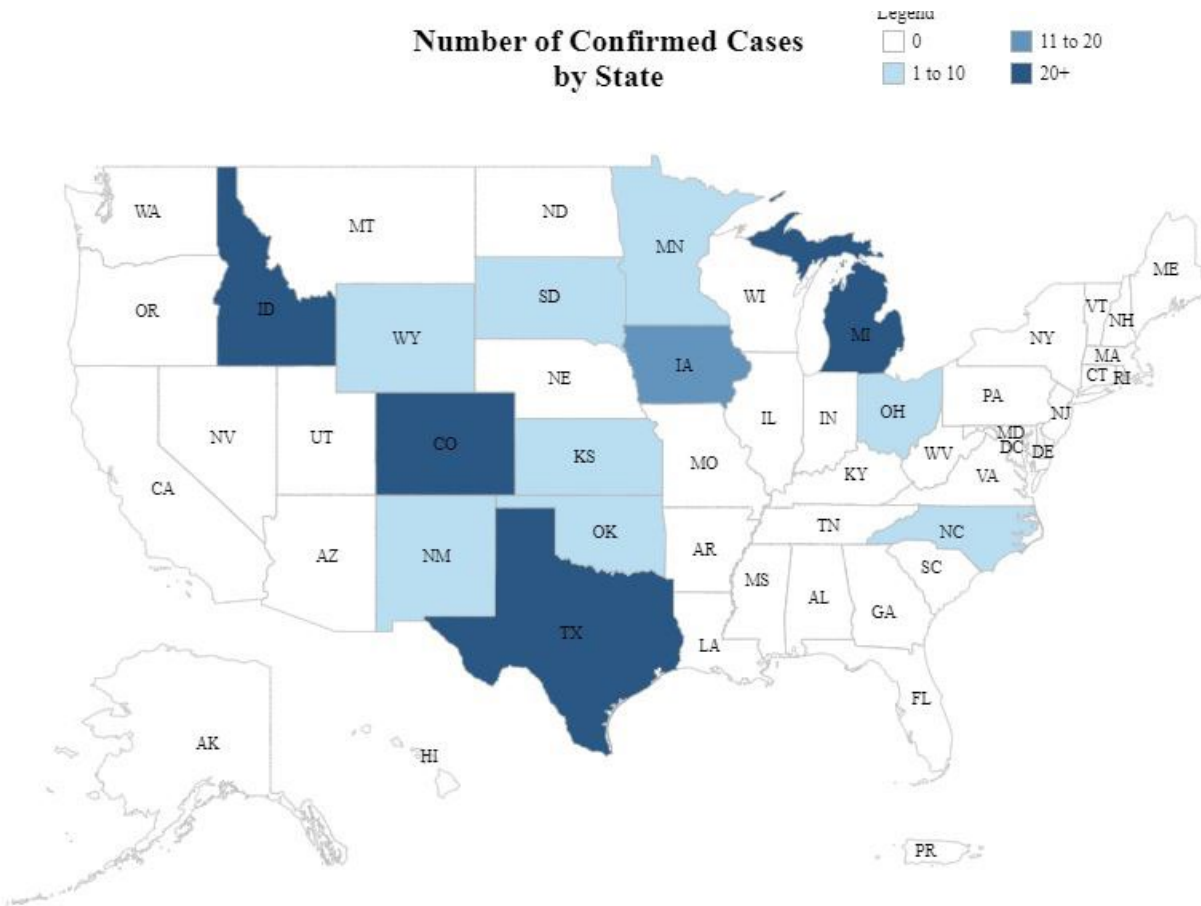 Legend
Number of Confirmed Cases
by State
0
11 to 20
1 to 10
20+
WA
MT
ND
MN
ME
OR
ID
SD
WI
VT
NH
WY
MI
NY
MA
CT
RI
IA
NE
PA
NJ
OH
IL
IN
NV
UT
CO
MD
DC
DE
WV
KS
MO
KY
VA
CA
TN
NC
OK
AR
AZ
NM
SC
MS
AL
GA
TX
LA
FL
AK
HI
PR